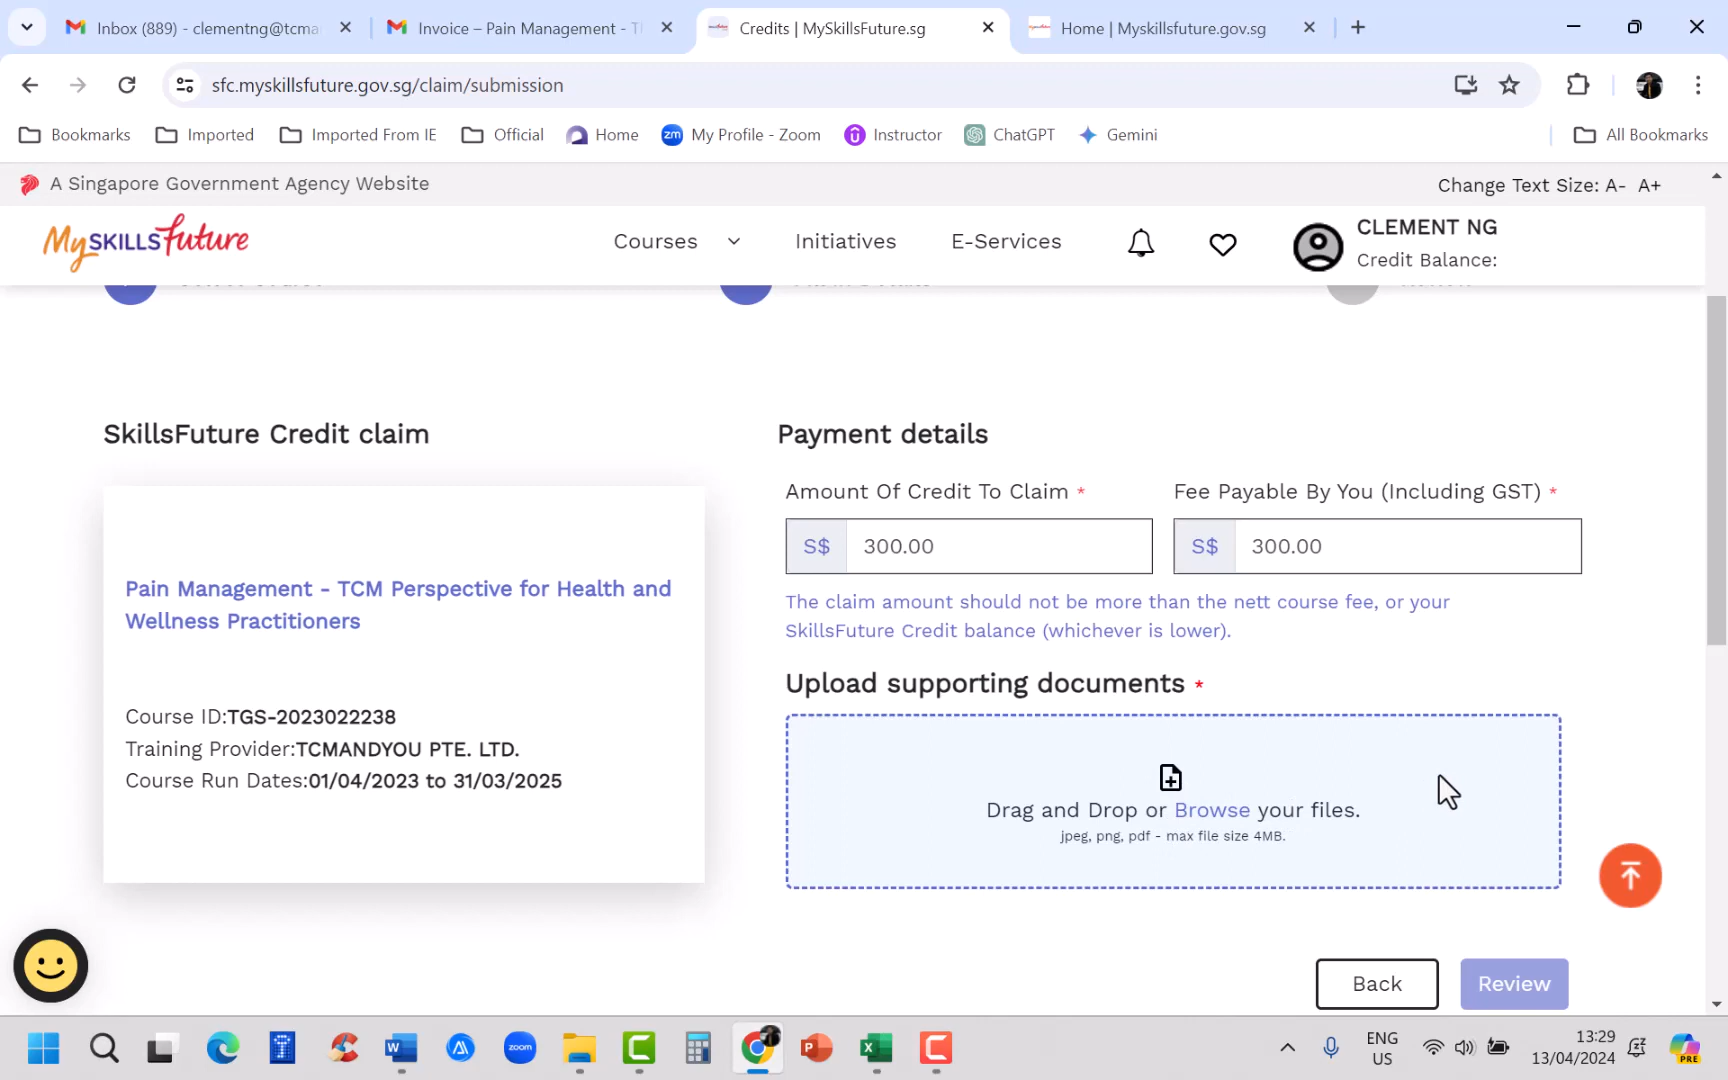 Inbox (889) - clementng@tcma
Invoice – Pain Management - T
Credits | MySkillsFuture.sg
Home | Myskillsfuture.gov.sg
sfc.myskillsfuture.gov.sg/claim/submission
Bookmarks
Imported
Imported From IE
Official
Home
zm
My Profile - Zoom
Instructor
ChatGPT
Gemini
All Bookmarks
A Singapore Government Agency Website
Change Text Size: A- A+
MySKILLSfuture
Courses
Initiatives
E-Services
CLEMENT NG
Credit Balance:
SkillsFuture Credit claim
Payment details
Amount Of Credit To Claim *
Fee Payable By You (Including GST) *
S$ 300.00
S$ 300.00
The claim amount should not be more than the nett course fee, or your
SkillsFuture Credit balance (whichever is lower).
Pain Management - TCM Perspective for Health and
Wellness Practitioners
Course ID:TGS-2023022238
Training Provider:TCMANDYOU PTE. LTD.
Course Run Dates:01/04/2023 to 31/03/2025
Upload supporting documents *
Drag and Drop or Browse your files.
jpeg, png, pdf - max file size 4MB.
Back
Review
zoom
ENG
US
13:29
13/04/2024
PRE